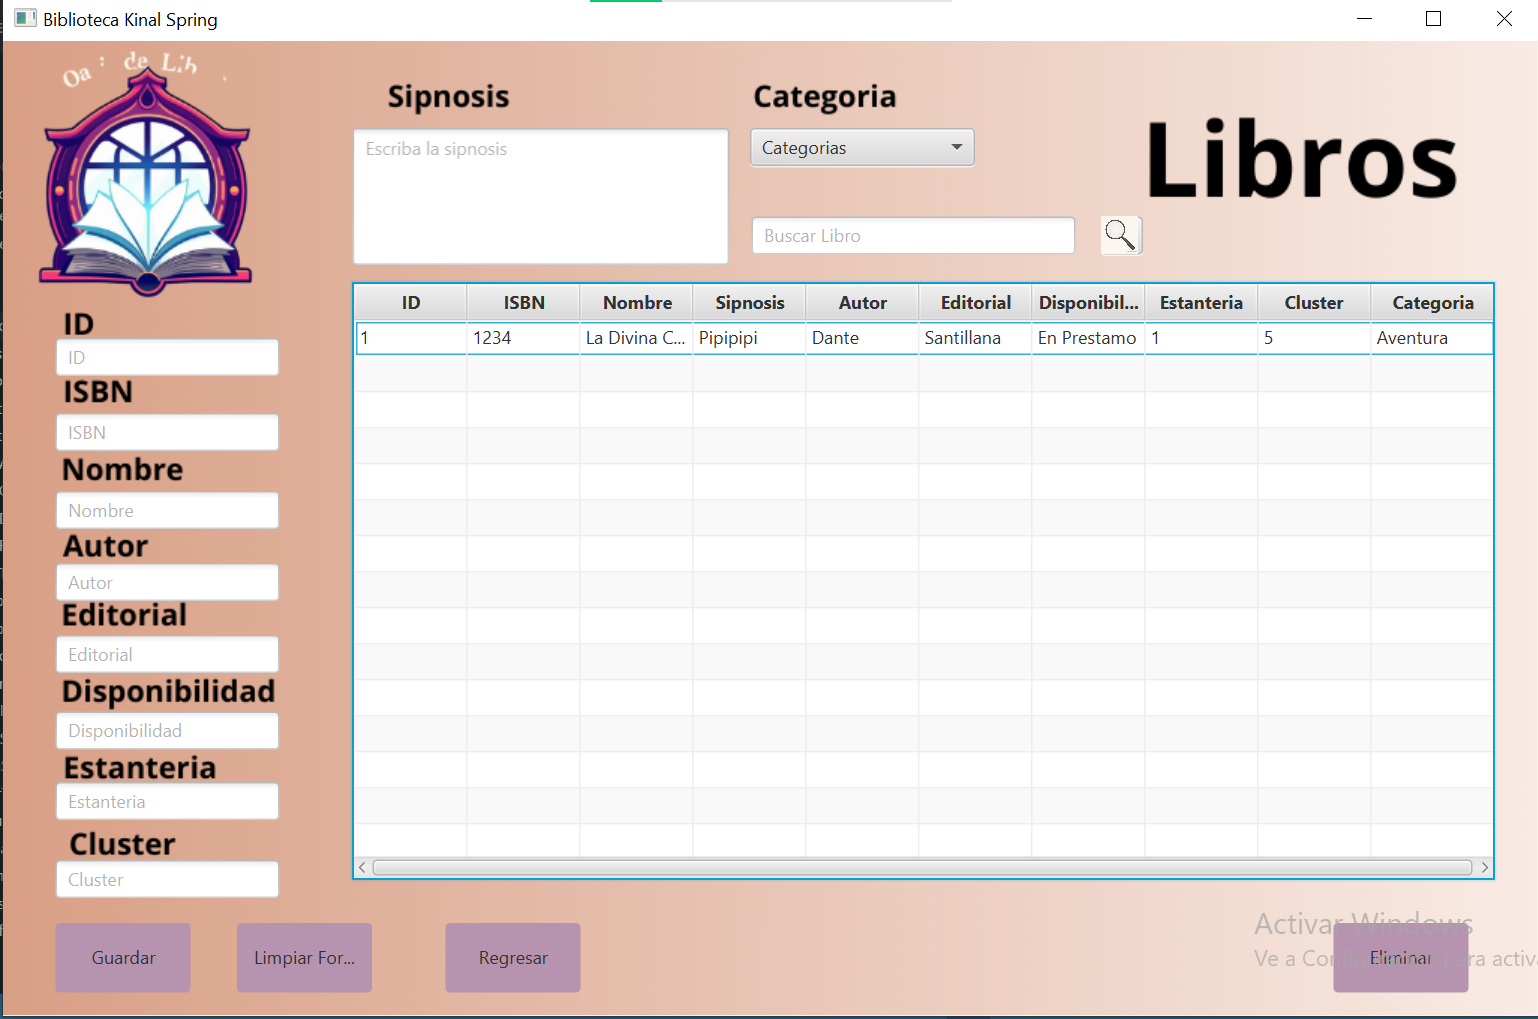 Biblioteca Kinal Spring
de Lib
Sipnosis
Categoria
Escriba la sipnosis
Categorias
Libros
Buscar Libro
ID ISBN Nombre Sipnosis Autor Editorial Disponibil... Estanteria Cluster Categoria
1 1234 La Divina C... Pipipipi Dante Santillana En Prestamo 1 5 Aventura
ID
ID
ISBN
ISBN
Nombre
Nombre
Autor
Autor
Editorial
Editorial
Disponibilidad
Disponibilidad
Estanteria
Estanteria
Cluster
Cluster
Guardar
Limpiar For...
Regresar
Eliminar
Activar Windows
Ve a Configuración para activ